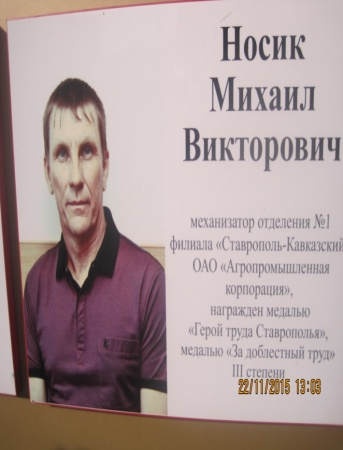 Носик
Михаил
Викторович
механизатор отделения №1
филиала «Ставрополь-Кавказский
ОАО «Агропромышленная
корпорация»,
награжден медалью
«Герой труда Ставрополья»,
медалью «За доблестный труд»
III степени
22/11/2015 13:03